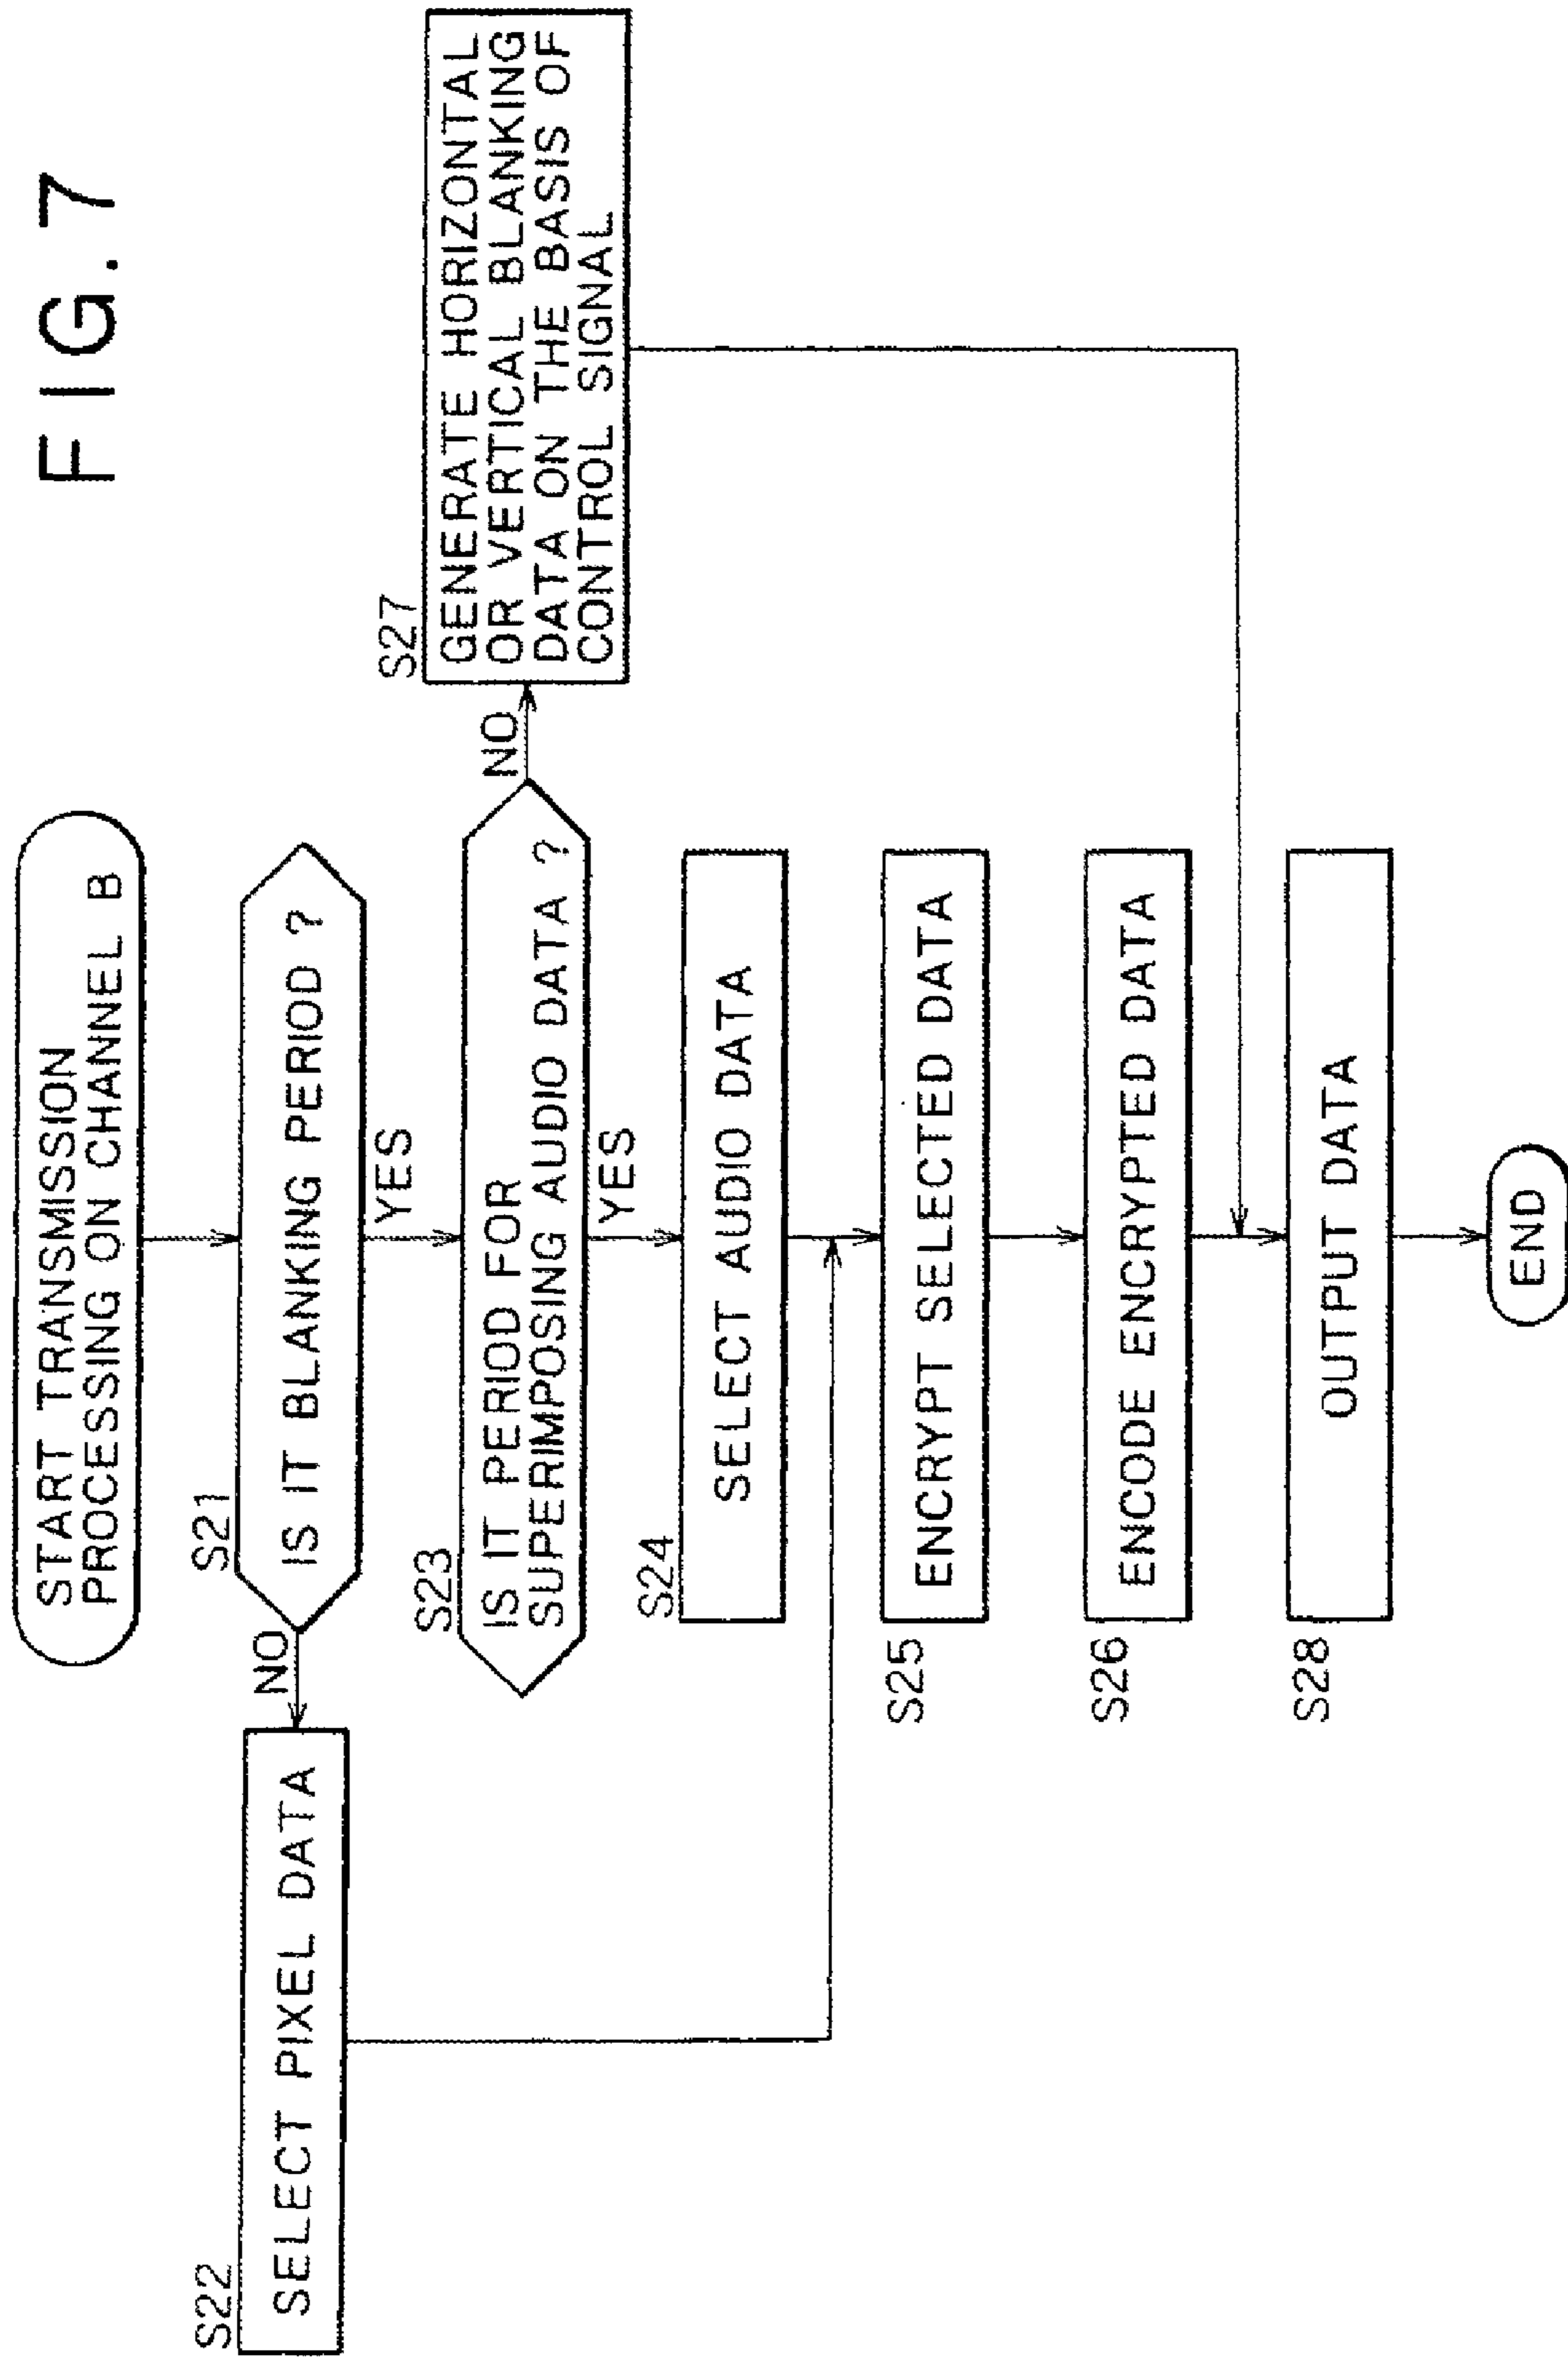 FIG. 7
START TRANSMISSION
PROCESSING ON CHANNEL B
S21
IS IT BLANKING PERIOD ?
NO
YES
S22
SELECT PIXEL DATA
S23
IS IT PERIOD FOR
SUPERIMPOSING AUDIO DATA ?
NO
YES
S27
GENERATE HORIZONTAL
OR VERTICAL BLANKING
DATA ON THE BASIS OF
CONTROL SIGNAL
S24
SELECT AUDIO DATA
S25
ENCRYPT SELECTED DATA
S26
ENCODE ENCRYPTED DATA
S28
OUTPUT DATA
END